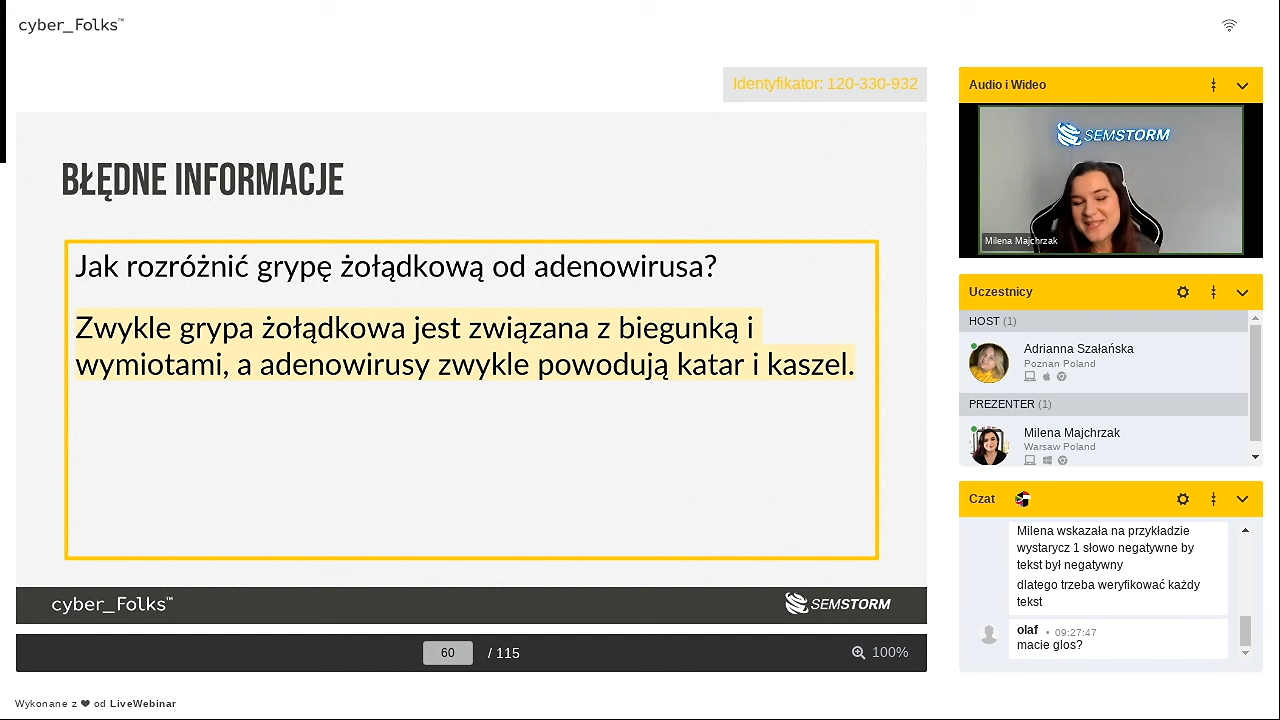 cyber_Folks™
Identyfikator: 120-330-932
BŁĘDNE INFORMACJE
Jak rozróżnić grypę żołądkową od adenowirusa?
Zwykle grypa żołądkowa jest związana z biegunką i
wymiotami, a adenowirusy zwykle powodują katar i kaszel.
cyber_Folks™
SEMSTORM
60 / 115
100%
Wykonane z ❤ od LiveWebinar
Audio i Wideo
SEMSTORM
Milena Majchrzak
Uczestnicy
HOST (1)
Adrianna Szałańska
Poznan Poland
PREZENTER (1)
Milena Majchrzak
Warsaw Poland
Czat
Milena wskazała na przykładzie
wystarycz 1 słowo negatywne by
tekst był negatywny
dlatego trzeba weryfikować każdy
tekst
olaf • 09:27:47
macie glos?